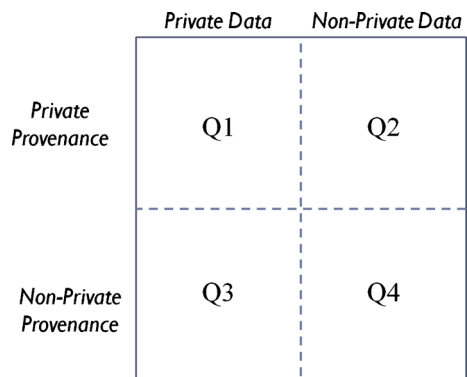 Private Data Non-Private Data
Private
Provenance
Q1 Q2
Non-Private
Provenance
Q3 Q4